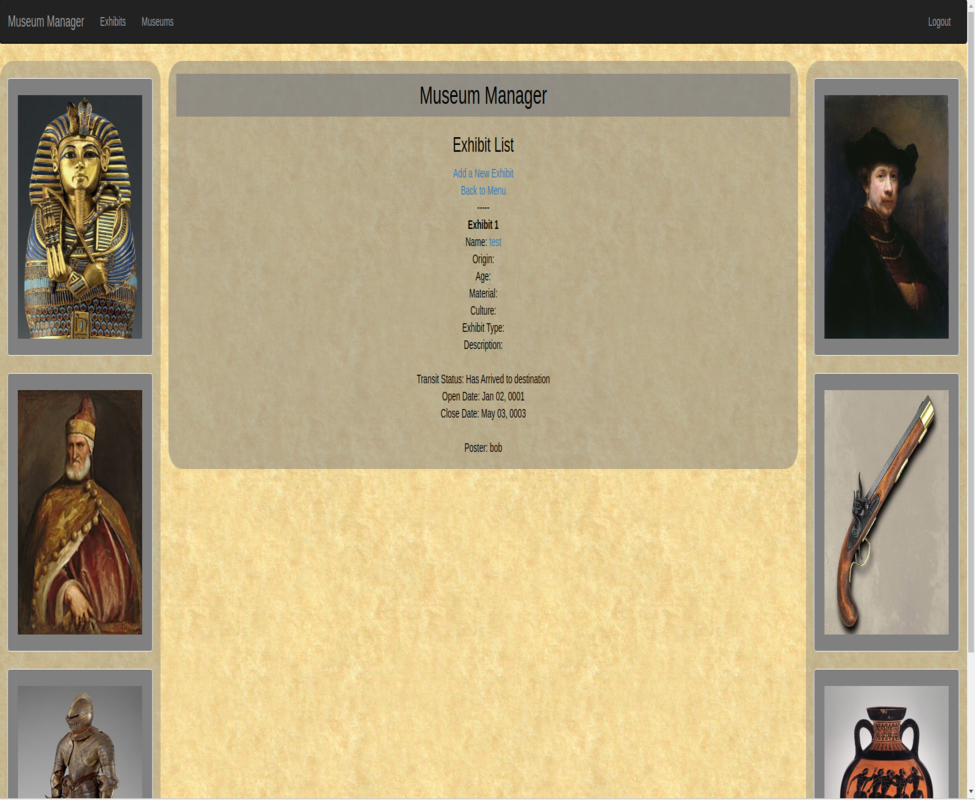 Museum Manager Exhibits Museums Logout
Museum Manager
Exhibit List
Add a New Exhibit
Back to Menu
-----
Exhibit 1
Name: test
Origin:
Age:
Material:
Culture:
Exhibit Type:
Description:
Transit Status: Has Arrived to destination
Open Date: Jan 02, 0001
Close Date: May 03, 0003
Poster: bob